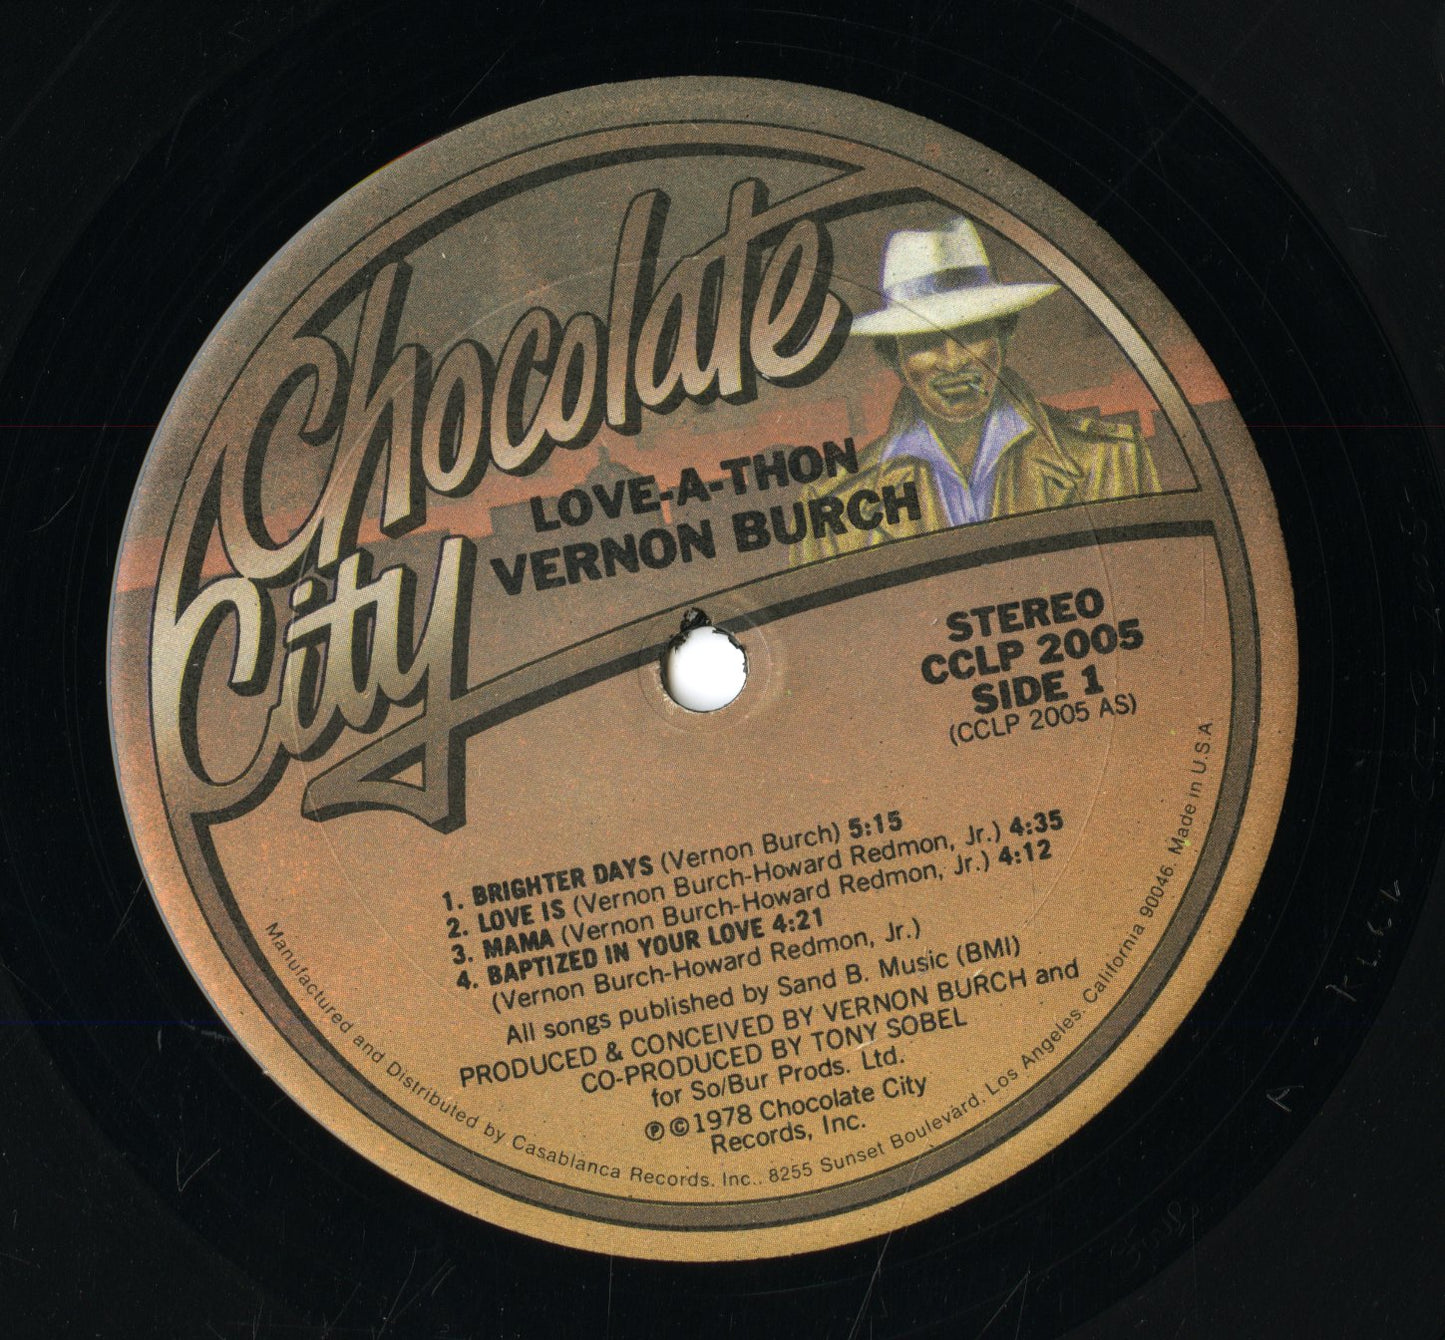 Chocolate
City
LOVE-A-THON
VERNON BURCH
STEREO
CCLP 2005
SIDE 1
(CCLP 2005 AS)
1. BRIGHTER DAYS (Vernon Burch) 5:15
2. LOVE IS (Vernon Burch-Howard Redmon, Jr.) 4:35
3. MAMA (Vernon Burch-Howard Redmon, Jr.) 4:12
4. BAPTIZED IN YOUR LOVE 4:21
(Vernon Burch-Howard Redmon, Jr.)
All songs published by Sand B. Music (BMI)
PRODUCED & CONCEIVED BY VERNON BURCH and
CO-PRODUCED BY TONY SOBEL
for So/Bur Prods. Ltd.
℗©1978 Chocolate City
Records, Inc.
Manufactured and Distributed by Casablanca Records, Inc., 8255 Sunset Boulevard, Los Angeles, California 90046. Made in U.S.A